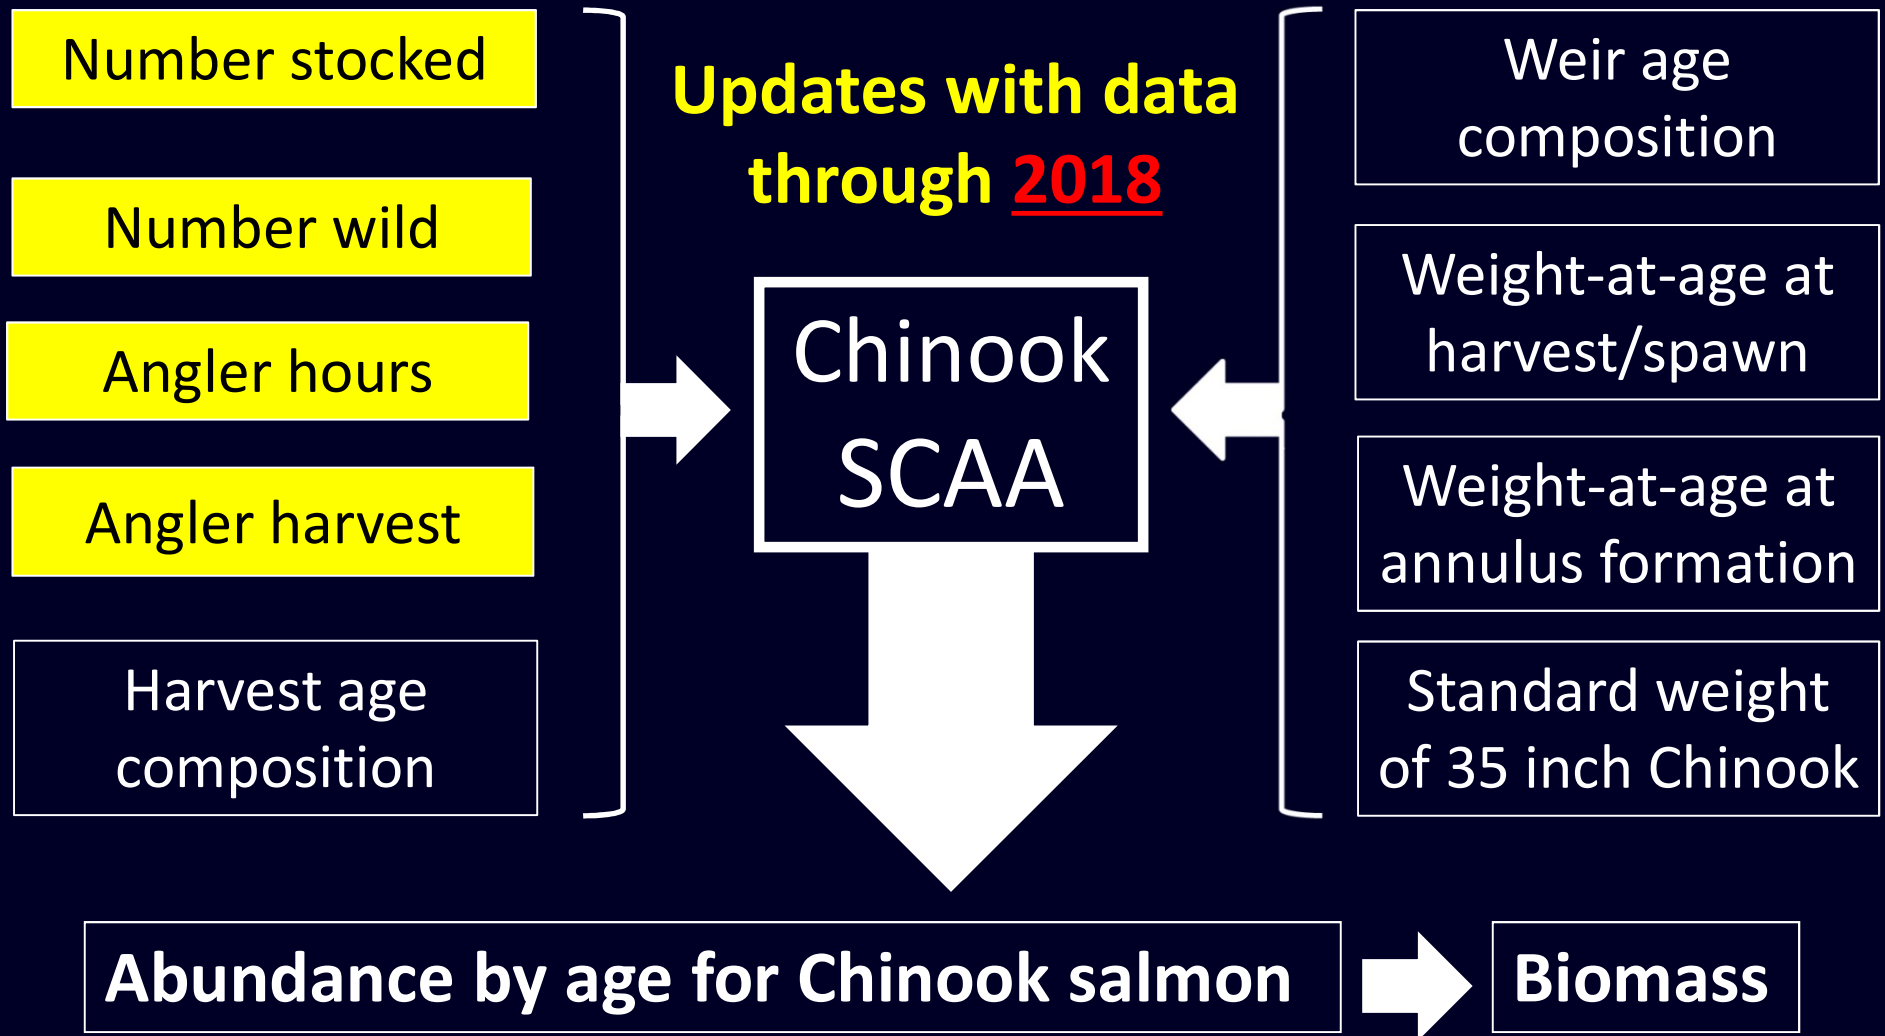 Number stocked
Number wild
Angler hours
Angler harvest
Harvest age
composition
Updates with data
through 2018
Chinook
SCAA
Weir age
composition
Weight-at-age at
harvest/spawn
Weight-at-age at
annulus formation
Standard weight
of 35 inch Chinook
Abundance by age for Chinook salmon
Biomass